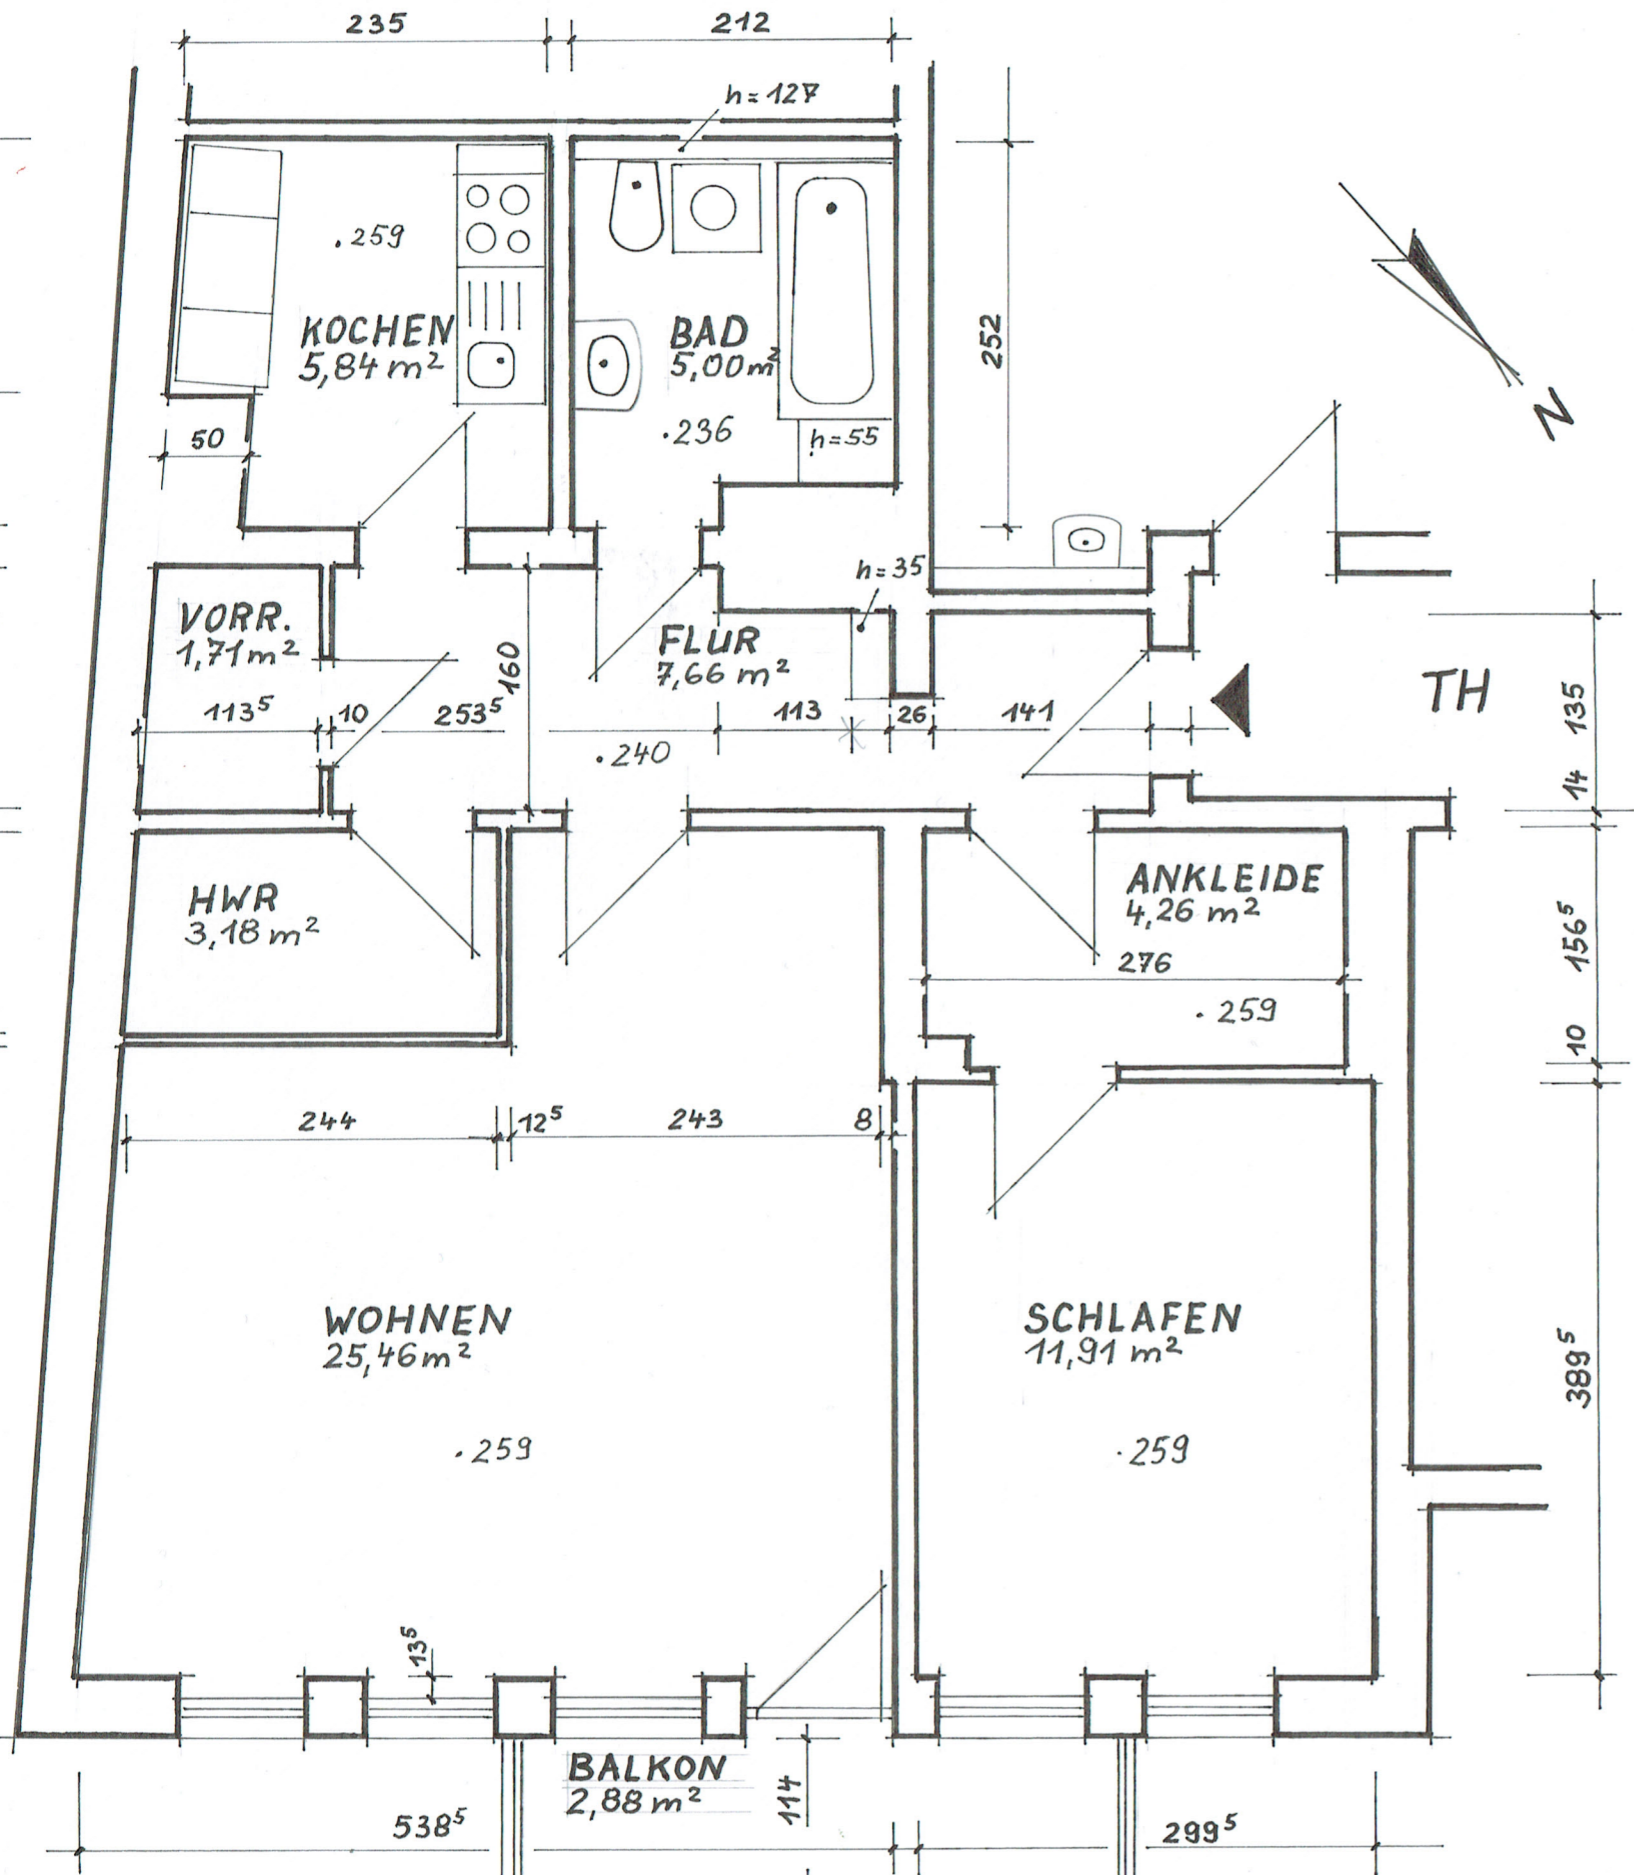 235
212
h=127
.259
KOCHEN
5,84 m²
BAD
5,00 m²
.236
h=55
50
252
N
h=35
VORR.
1,71 m²
FLUR
7,66 m²
160
113⁵
10
253⁵
113
26
141
.240
TH
135
14
HWR
3,18 m²
ANKLEIDE
4,26 m²
276
.259
156⁵
10
244
12⁵
243
8
WOHNEN
25,46 m²
.259
SCHLAFEN
11,91 m²
.259
389⁵
13⁵
BALKON
2,88 m²
114
538⁵
299⁵